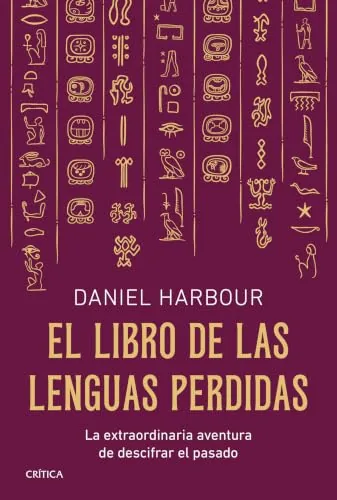 DANIEL HARBOUR
EL LIBRO DE LAS
LENGUAS PERDIDAS
La extraordinaria aventura
de descifrar el pasado
CRÍTICA